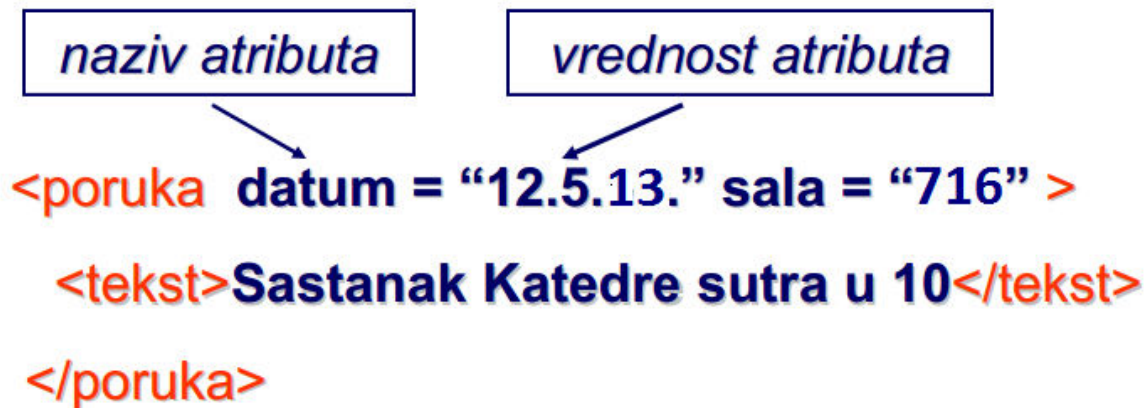 naziv atributa vrednost atributa
<poruka datum = “12.5.13.” sala = “716” >
<tekst>Sastanak Katedre sutra u 10</tekst>
</poruka>